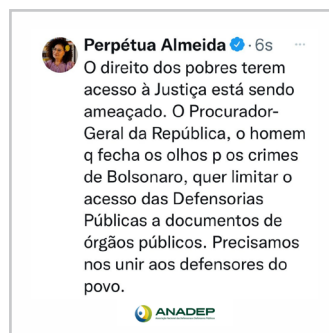 Perpétua Almeida · 6s ...
O direito dos pobres terem
acesso à Justiça está sendo
ameaçado. O Procurador-
Geral da República, o homem
q fecha os olhos p os crimes
de Bolsonaro, quer limitar o
acesso das Defensorias
Públicas a documentos de
órgãos públicos. Precisamos
nos unir aos defensores do
povo.
ANADEP